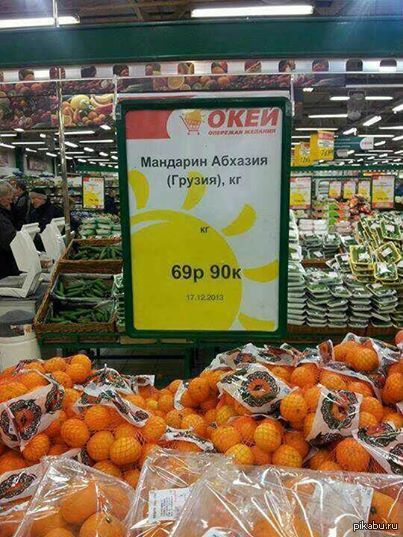 ОКЕЙ
ОПЕРЕЖАЯ ЖЕЛАНИЯ
Мандарин Абхазия
(Грузия), кг
кг
69р 90к
17.12.2013
pikabu.ru